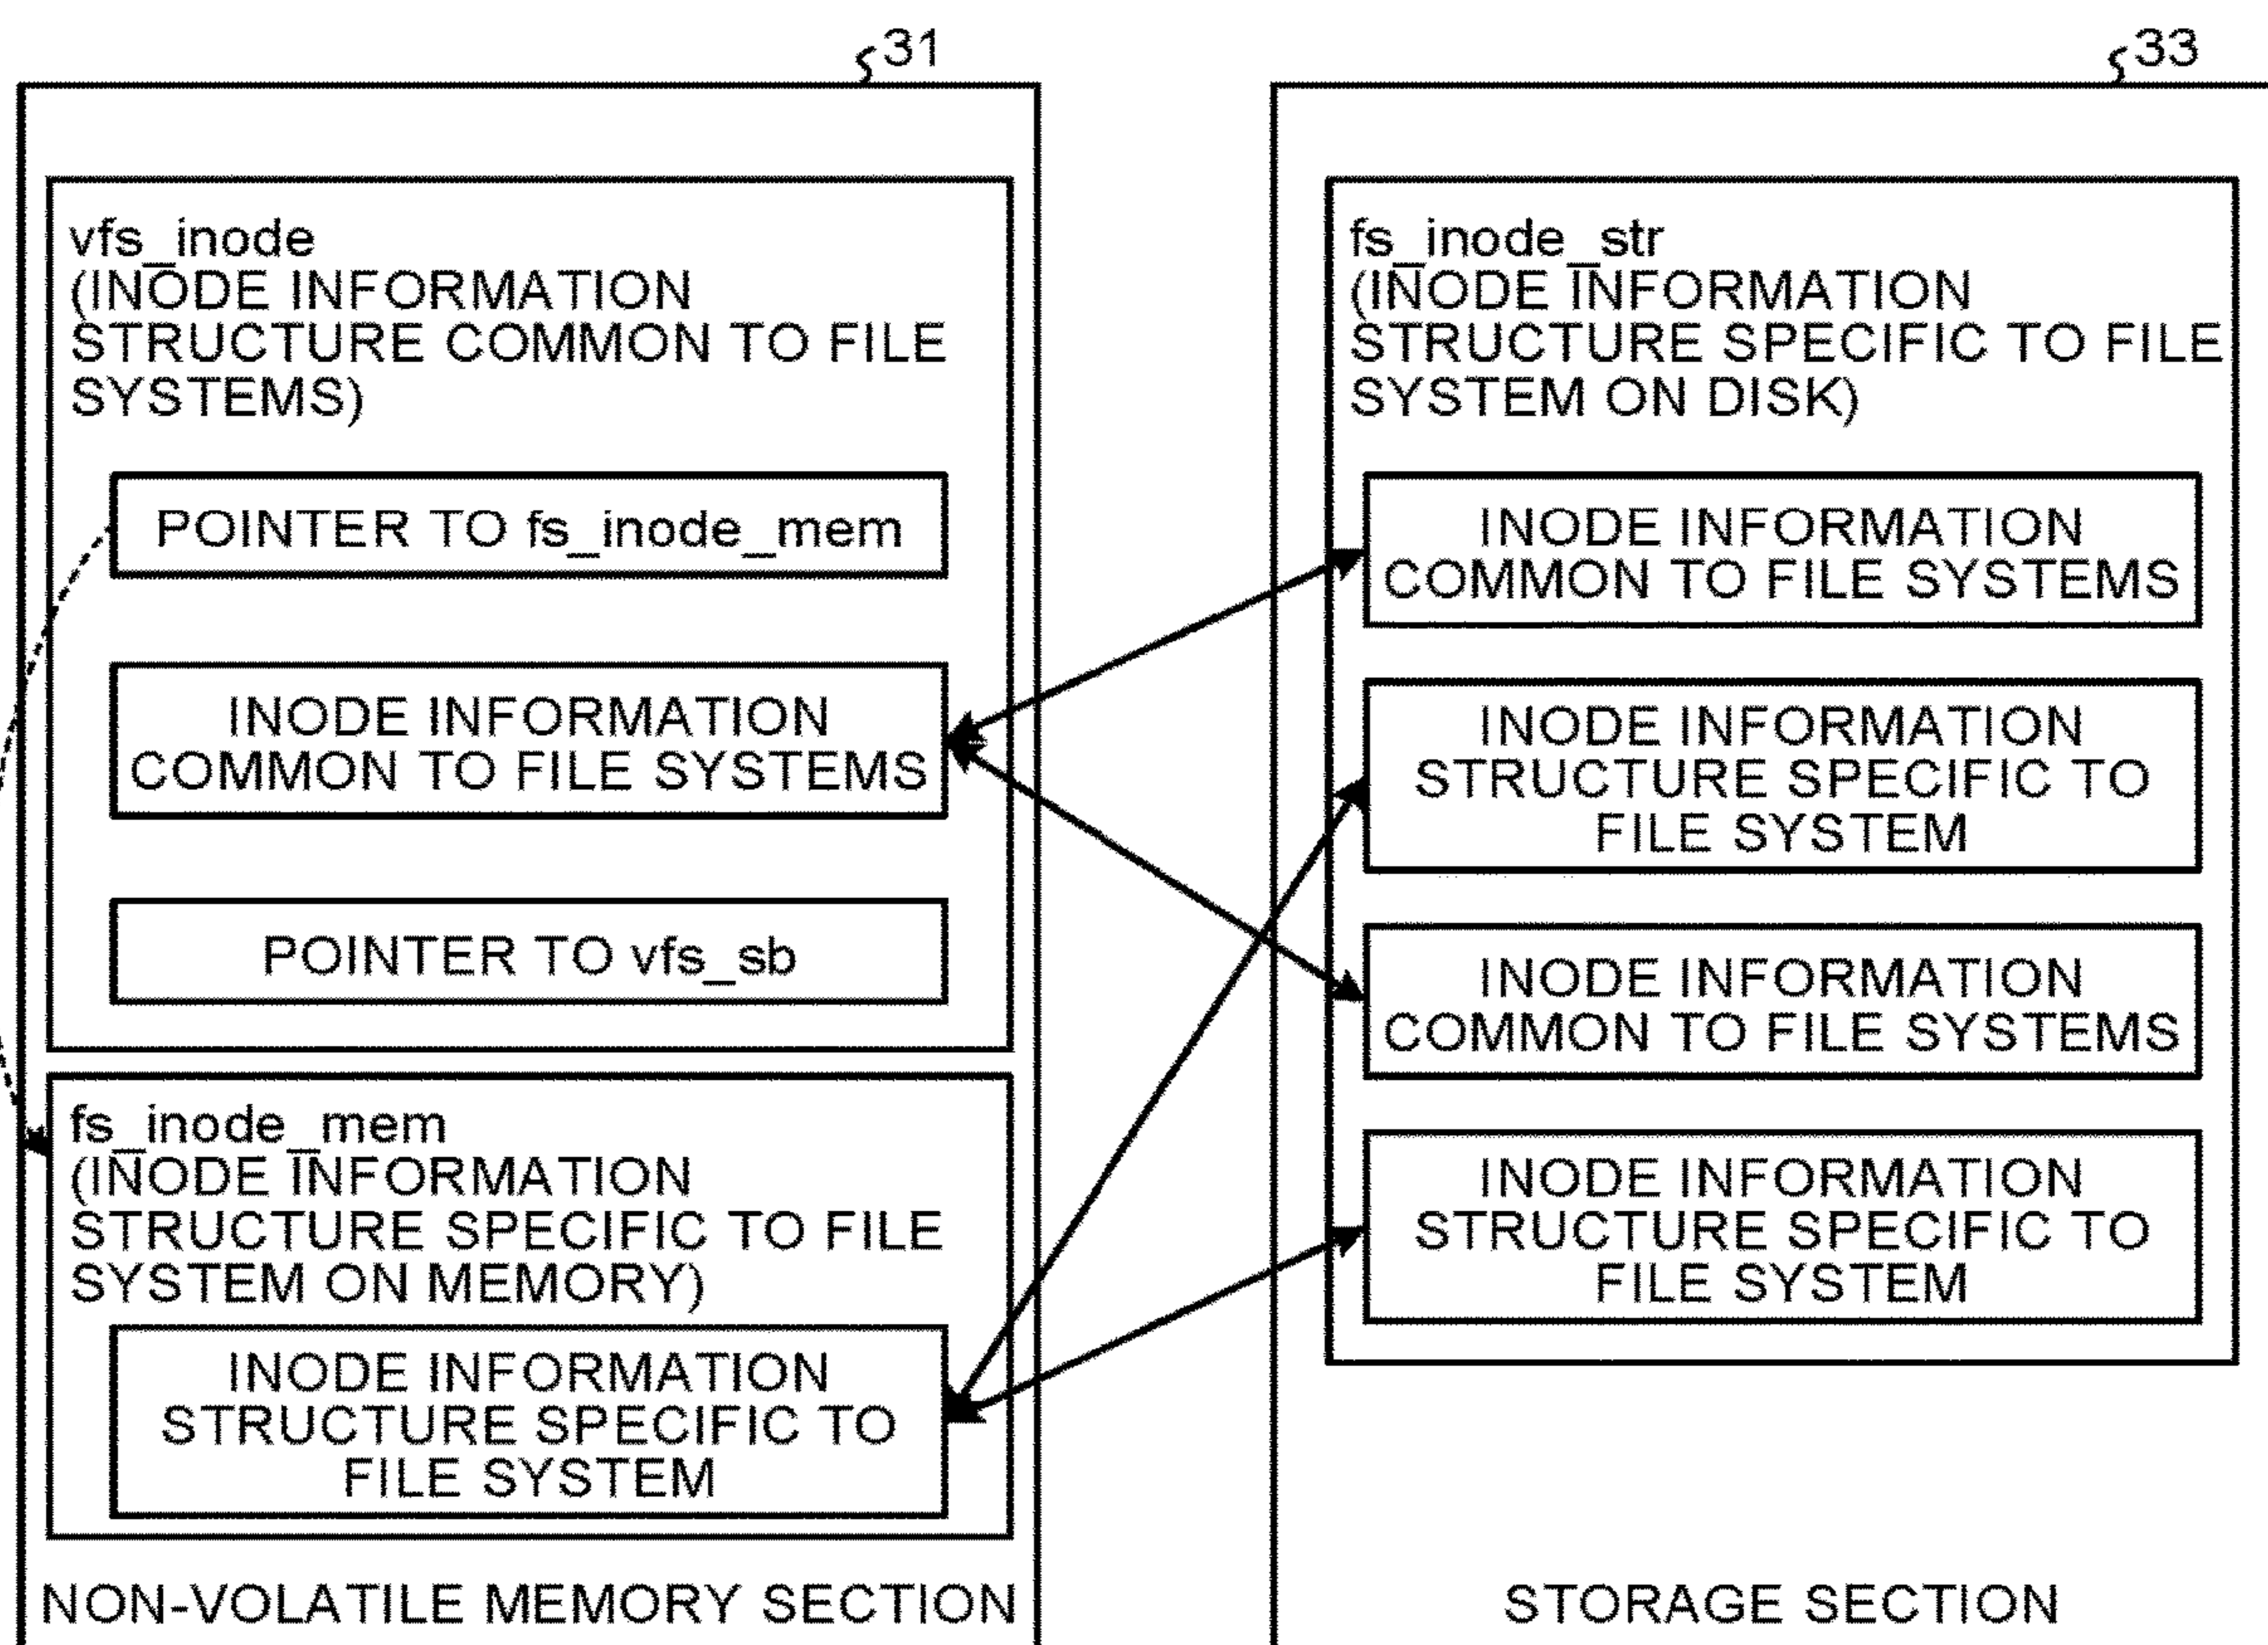 31
vfs_inode
(INODE INFORMATION
STRUCTURE COMMON TO FILE
SYSTEMS)
POINTER TO fs_inode_mem
INODE INFORMATION
COMMON TO FILE SYSTEMS
POINTER TO vfs_sb
fs_inode_mem
(INODE INFORMATION
STRUCTURE SPECIFIC TO FILE
SYSTEM ON MEMORY)
INODE INFORMATION
STRUCTURE SPECIFIC TO
FILE SYSTEM
NON-VOLATILE MEMORY SECTION
33
fs_inode_str
(INODE INFORMATION
STRUCTURE SPECIFIC TO FILE
SYSTEM ON DISK)
INODE INFORMATION
COMMON TO FILE SYSTEMS
INODE INFORMATION
STRUCTURE SPECIFIC TO
FILE SYSTEM
INODE INFORMATION
COMMON TO FILE SYSTEMS
INODE INFORMATION
STRUCTURE SPECIFIC TO
FILE SYSTEM
STORAGE SECTION